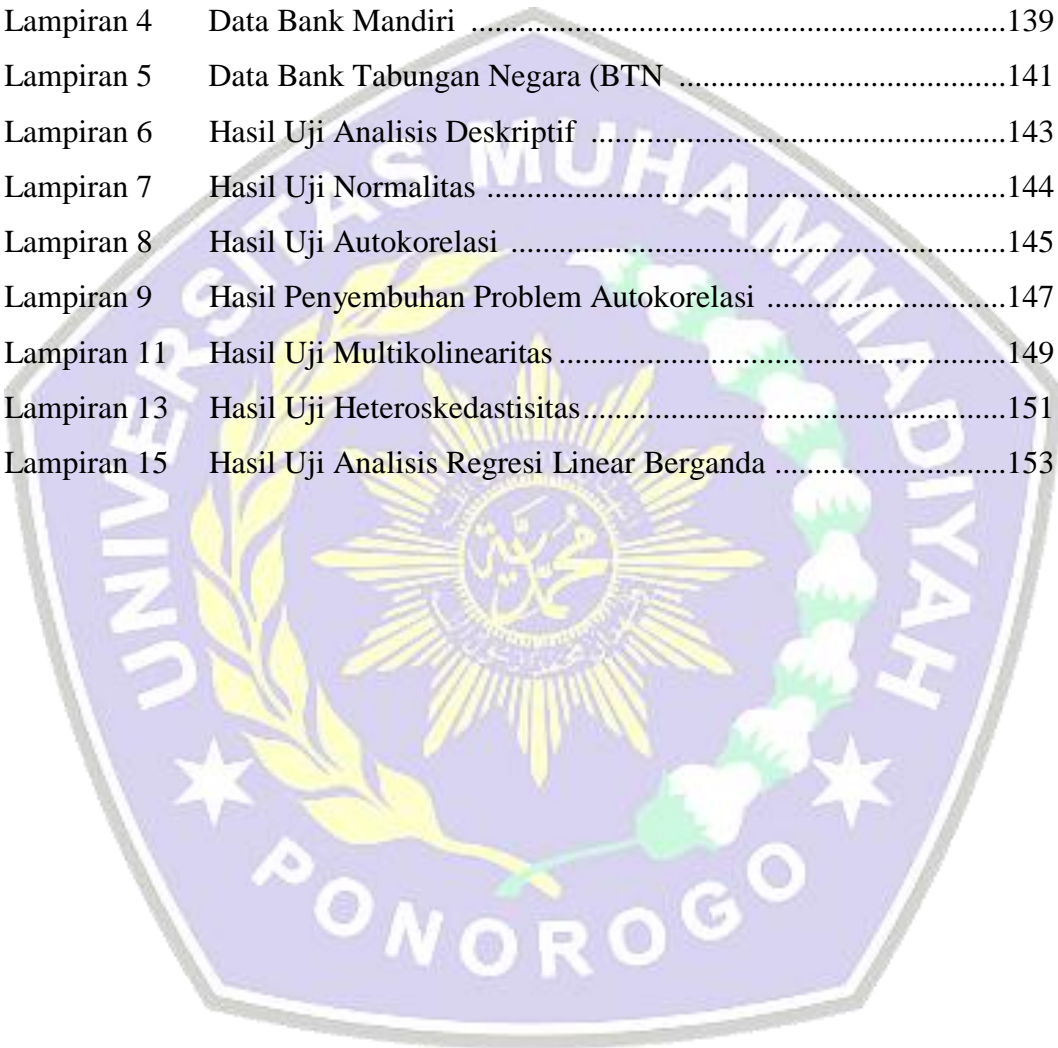 Lampiran 4 Data Bank Mandiri ....................................................................139
Lampiran 5 Data Bank Tabungan Negara (BTN ................................................141
Lampiran 6 Hasil Uji Analisis Deskriptif .....................................................143
Lampiran 7 Hasil Uji Normalitas ..................................................................144
Lampiran 8 Hasil Uji Autokorelasi ................................................................145
Lampiran 9 Hasil Penyembuhan Problem Autokorelasi ..................................147
Lampiran 11 Hasil Uji Multikolinearitas .........................................................149
Lampiran 13 Hasil Uji Heteroskedastisitas......................................................151
Lampiran 15 Hasil Uji Analisis Regresi Linear Berganda .................................153
UNIVERSITAS MUHAMMADIYAH
PONOROGO
محمدية